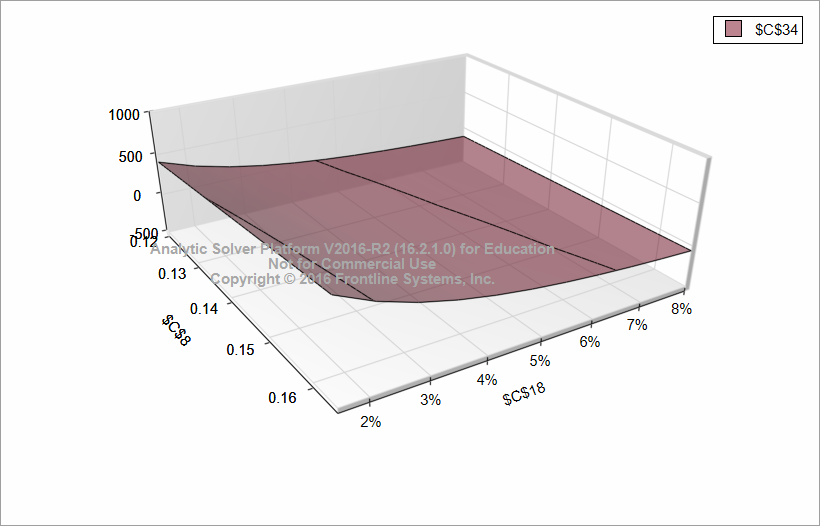 $C$34
1000
500
0
-500
0.12
0.13
0.14
0.15
0.16
$C$8
2%
3%
4%
5%
6%
7%
8%
$C$18
Analytic Solver Platform V2016-R2 (16.2.1.0) for Education
Not for Commercial Use
Copyright © 2016 Frontline Systems, Inc.